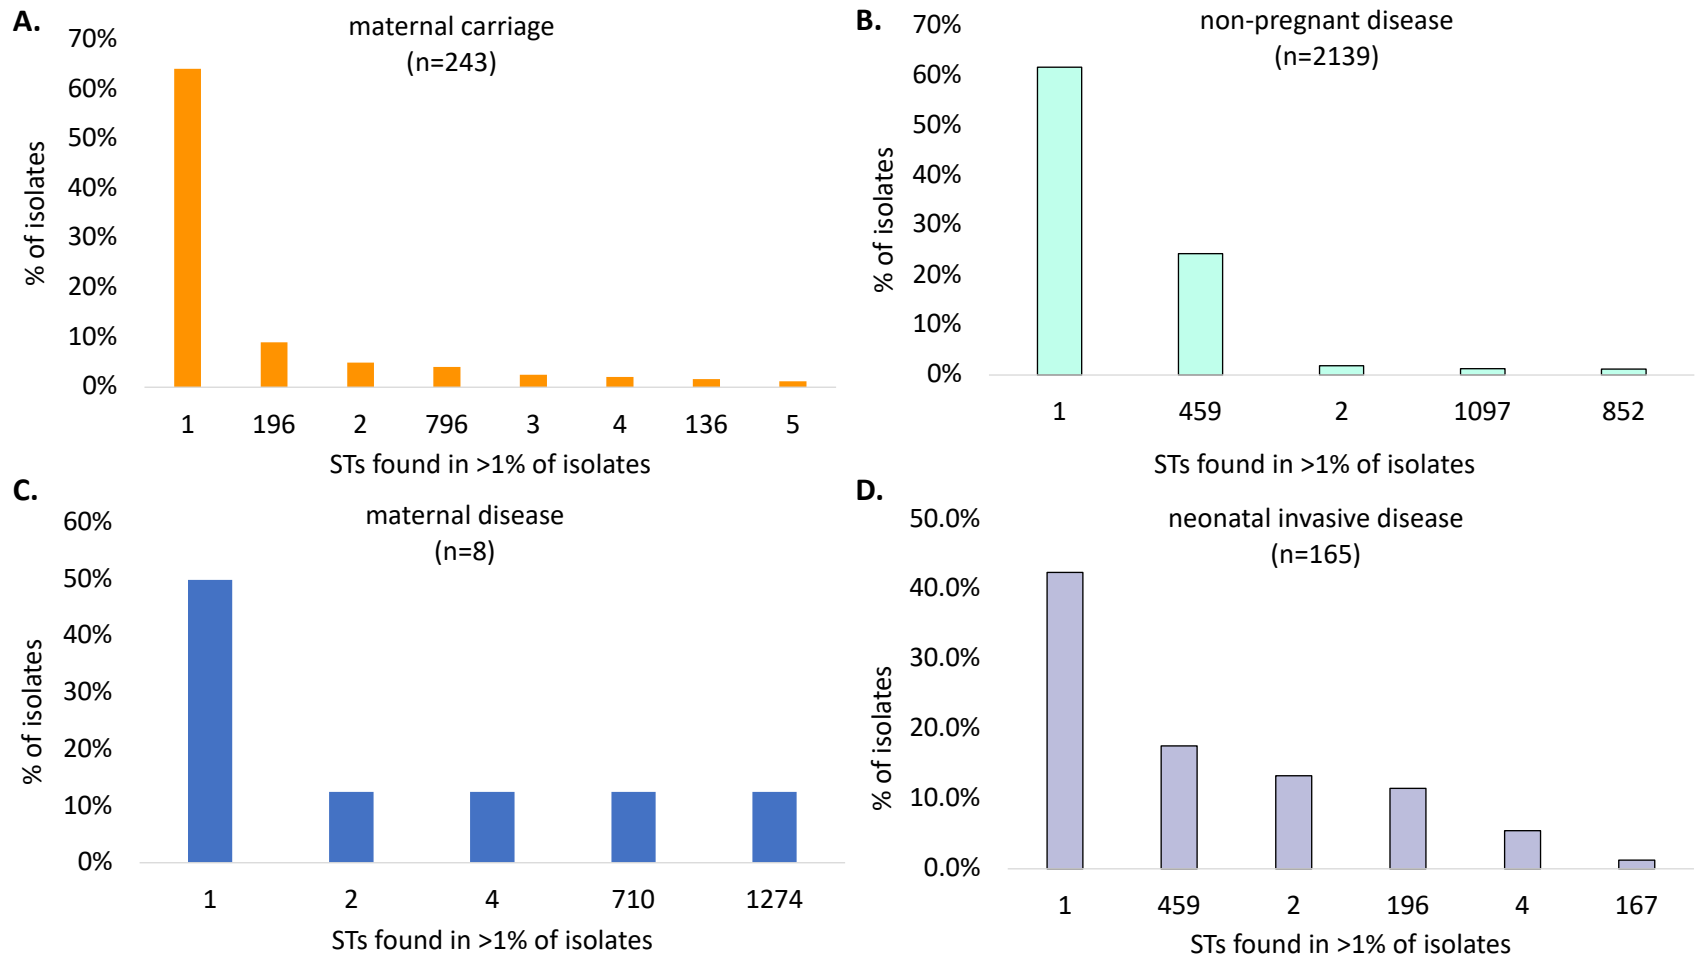 A.
maternal carriage
(n=243)
70%
60%
50%
40%
30%
20%
10%
0%
% of isolates
1 196 2 796 3 4 136 5
STs found in >1% of isolates
B.
non-pregnant disease
(n=2139)
70%
60%
50%
40%
30%
20%
10%
0%
% of isolates
1 459 2 1097 852
STs found in >1% of isolates
C.
maternal disease
(n=8)
60%
50%
40%
30%
20%
10%
0%
% of isolates
1 2 4 710 1274
STs found in >1% of isolates
D.
neonatal invasive disease
(n=165)
50.0%
40.0%
30.0%
20.0%
10.0%
0.0%
% of isolates
1 459 2 196 4 167
STs found in >1% of isolates